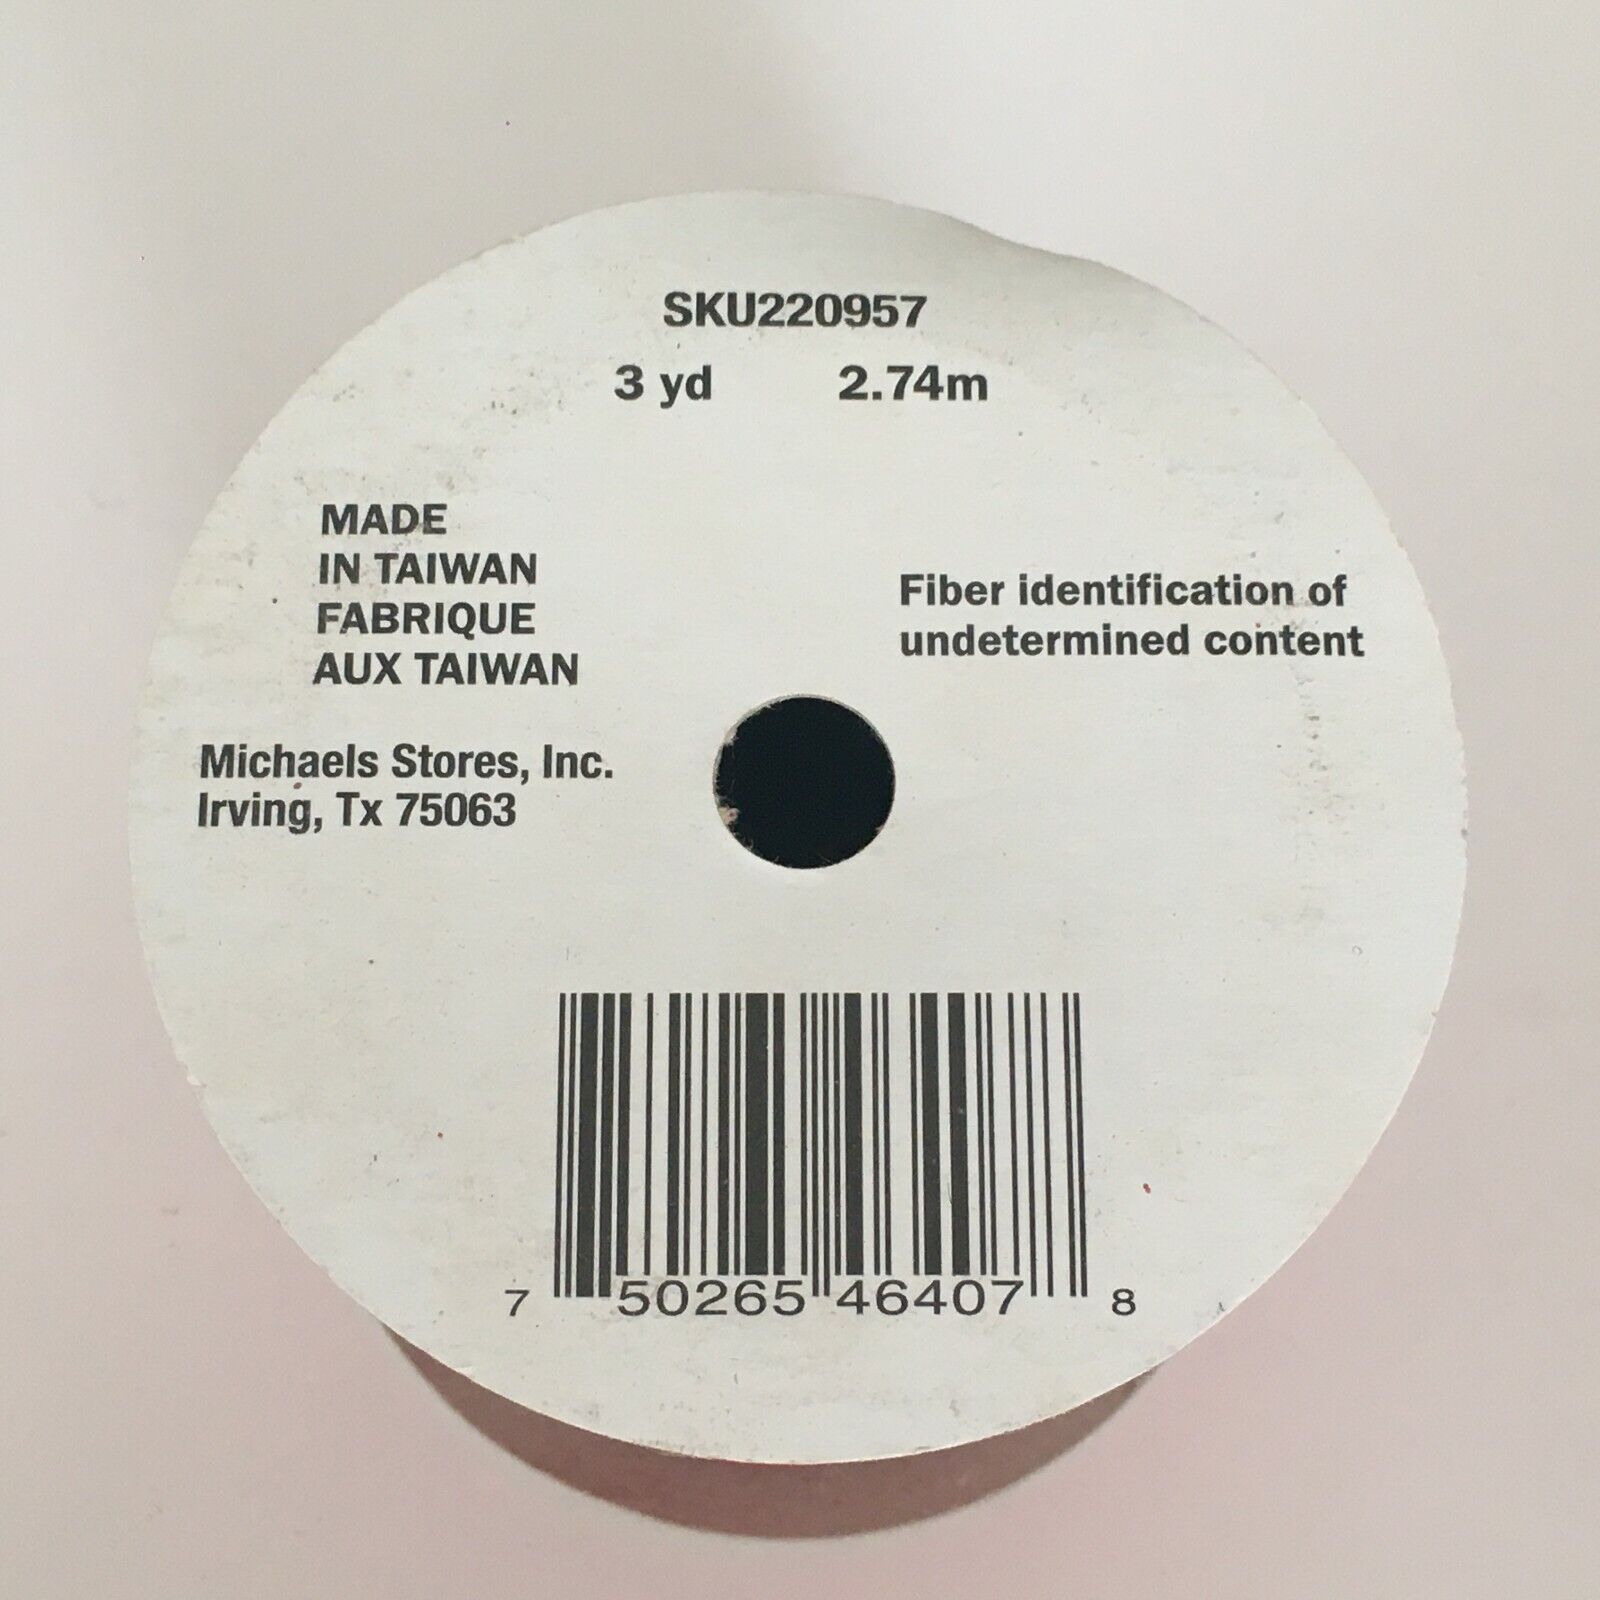 SKU220957
3 yd 2.74m
MADE
IN TAIWAN
FABRIQUE
AUX TAIWAN
Fiber identification of
undetermined content
Michaels Stores, Inc.
Irving, Tx 75063
7 50265 46407 8